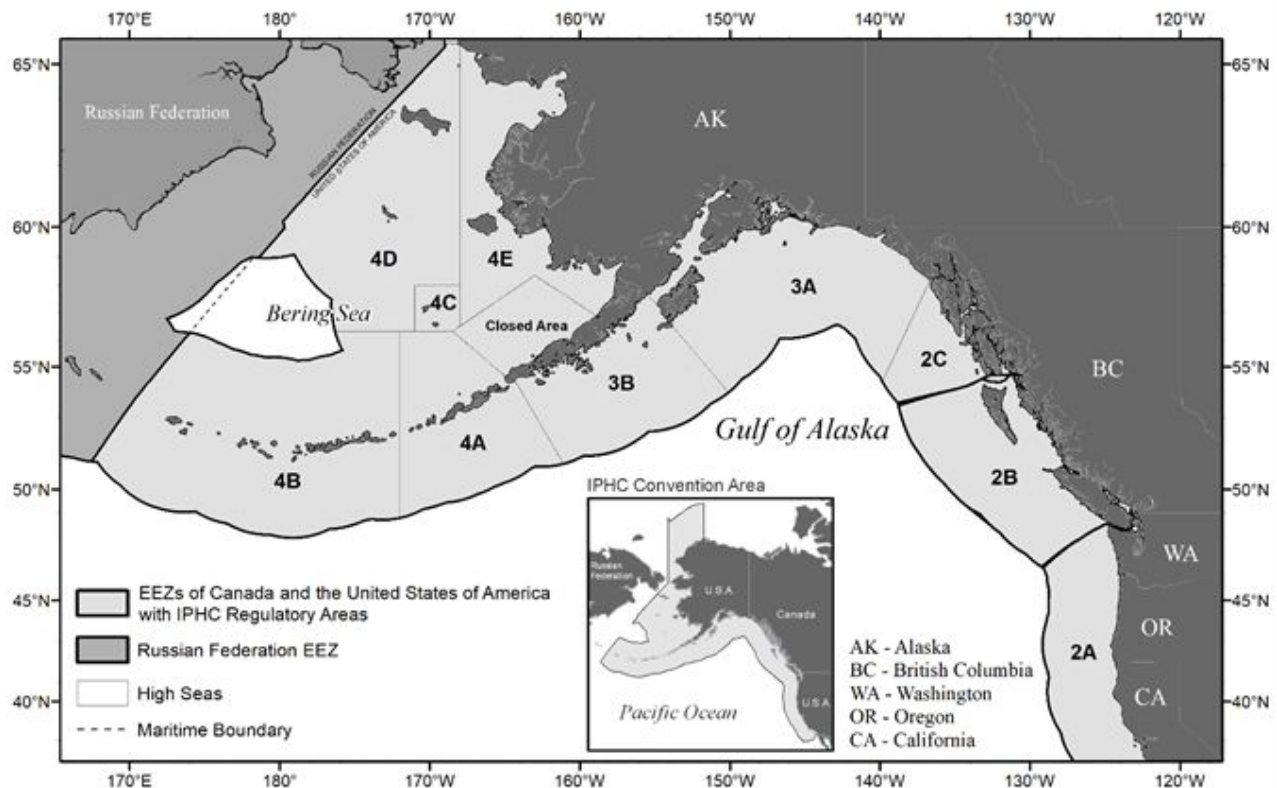 170°E 180° 170°W 160°W 150°W 140°W 130°W 120°W
65°N 65°N
Russian Federation
AK
RUSSIAN FEDERATION
UNITED STATES OF AMERICA
60°N 60°N
4D 4E
3A
4C
Bering Sea
Closed Area
55°N 55°N
2C
BC
3B
Gulf of Alaska
4A
4B
2B
50°N 50°N
IPHC Convention Area
WA
Russian
Federation
U.S.A
Canada
U.S.A
Pacific Ocean
EEZs of Canada and the United States of America
with IPHC Regulatory Areas
Russian Federation EEZ
High Seas
Maritime Boundary
45°N 45°N
OR
2A
AK - Alaska
BC - British Columbia
WA - Washington
OR - Oregon
CA - California
CA
40°N 40°N
170°E 180° 170°W 160°W 150°W 140°W 130°W 120°W